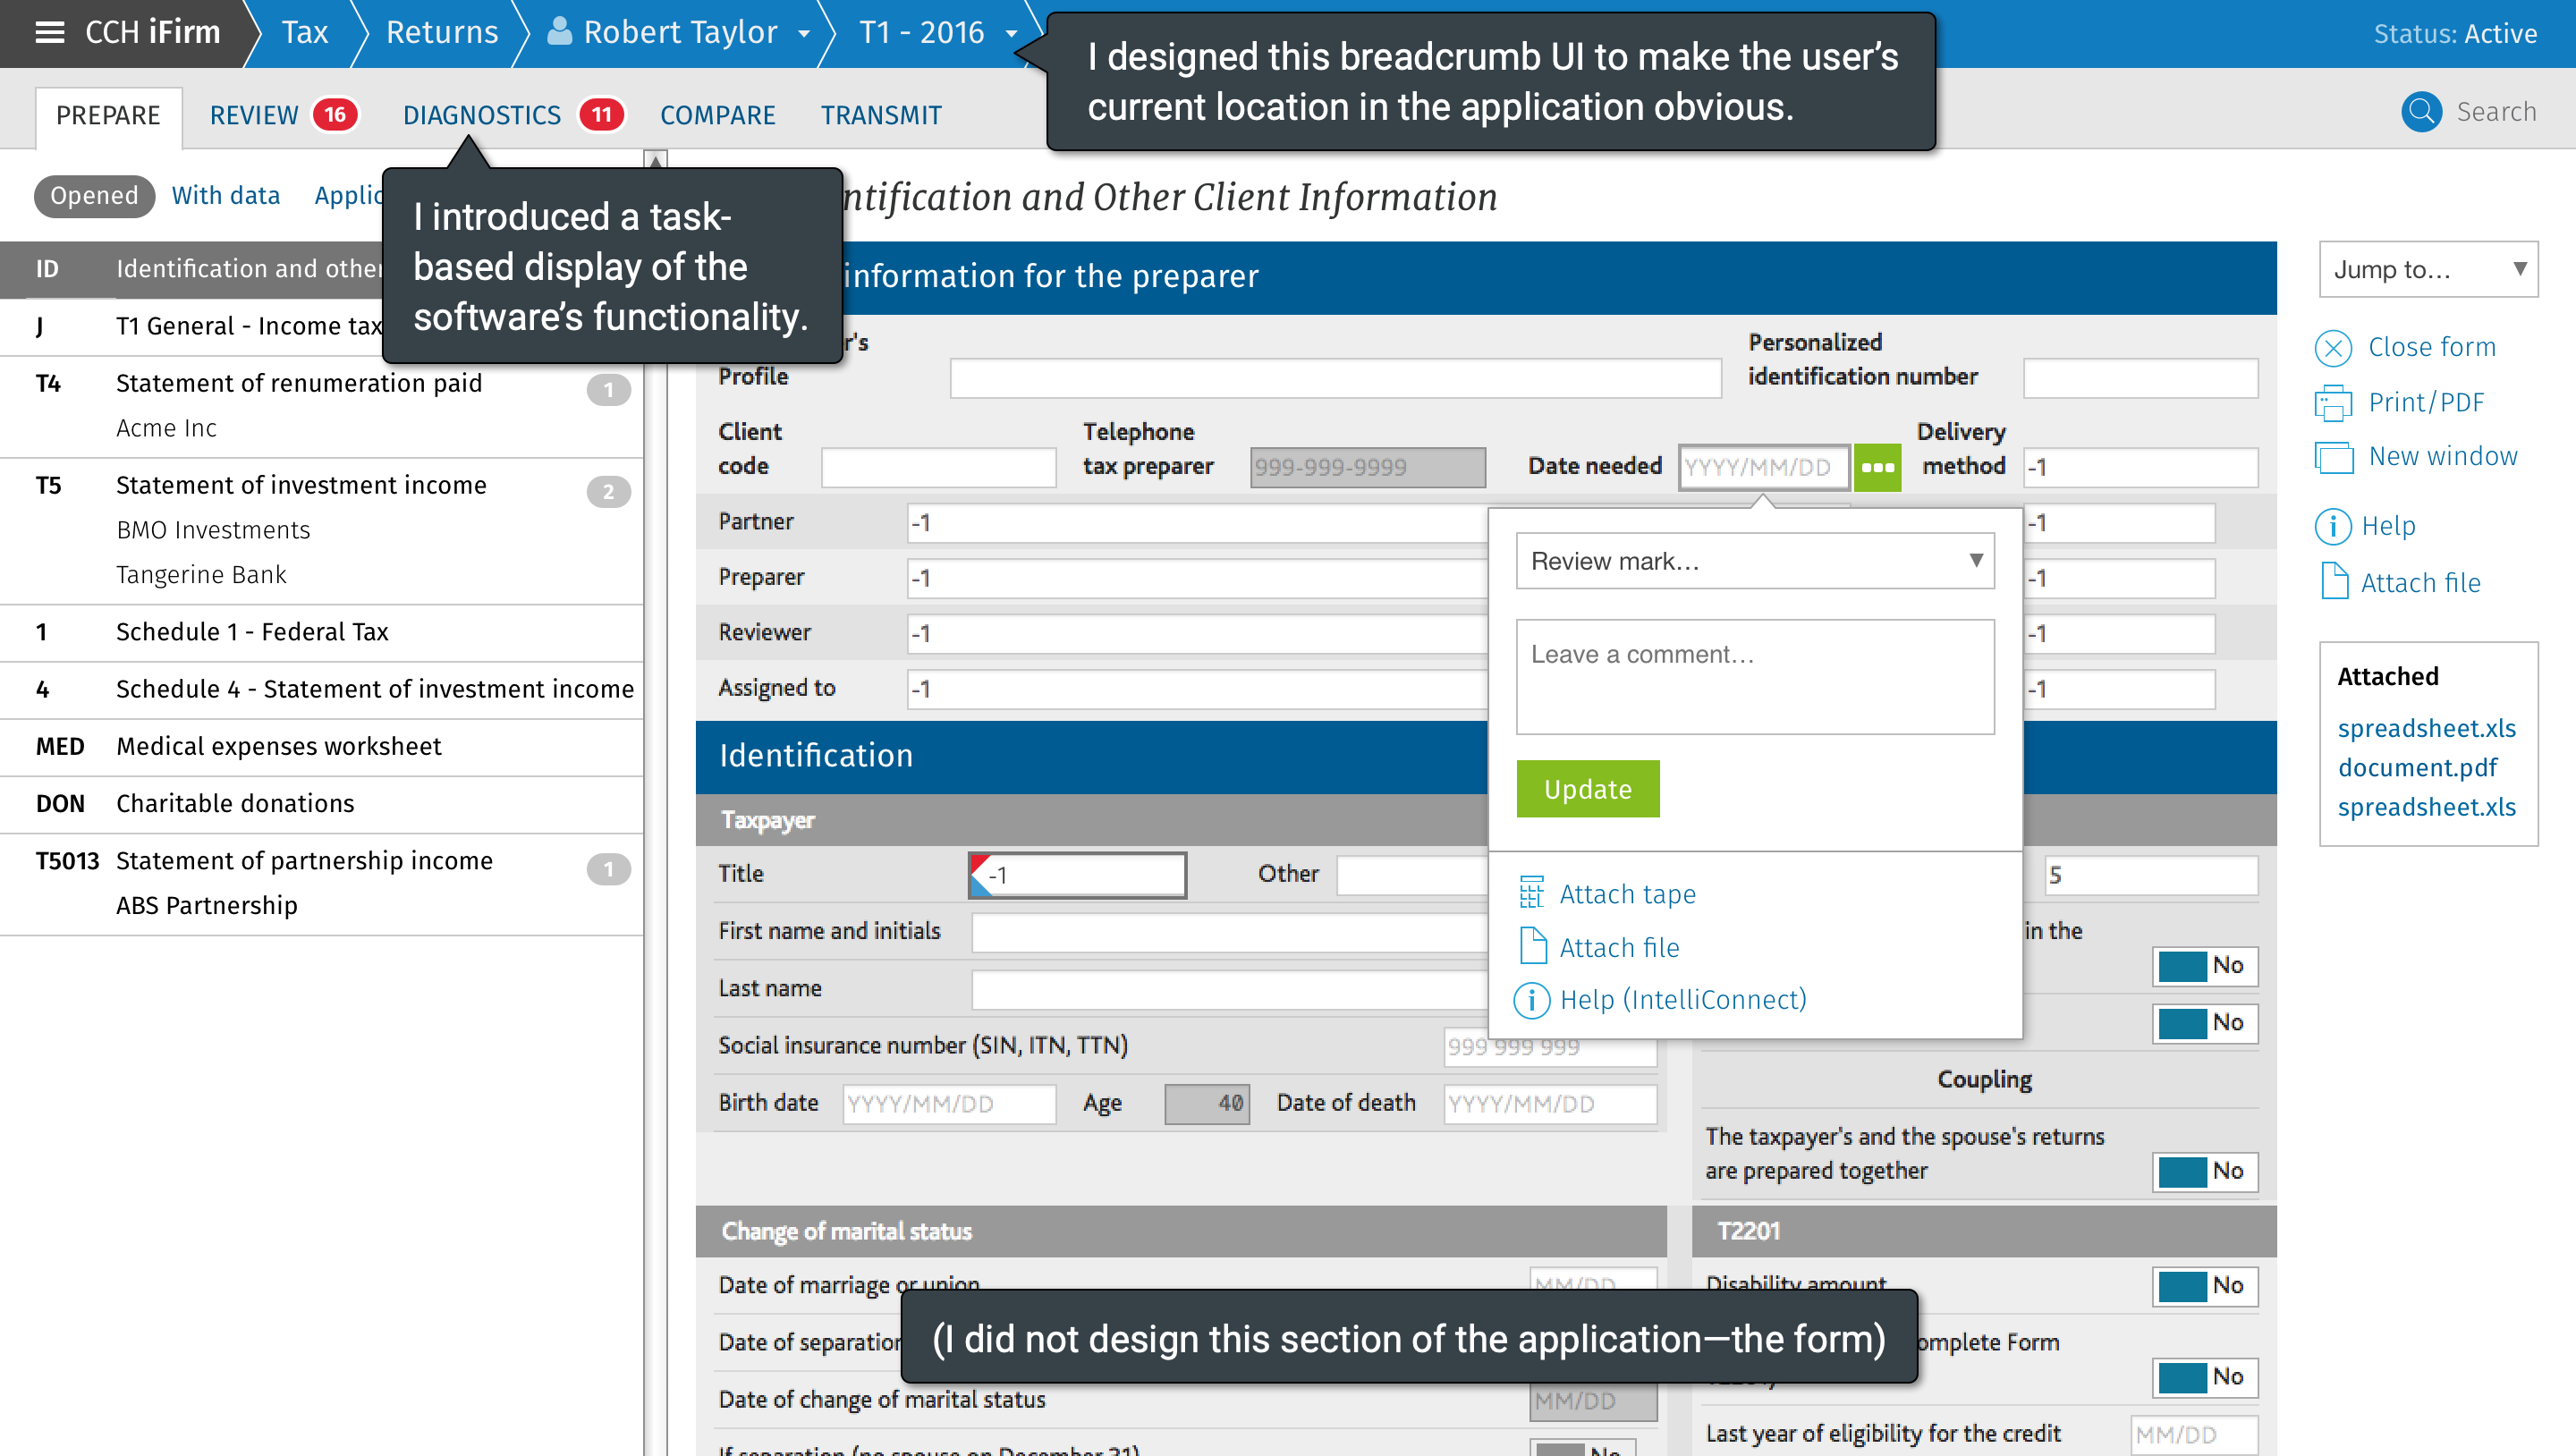 CCH iFirm
Tax
Returns
Robert Taylor
T1 - 2016
Status: Active
I designed this breadcrumb UI to make the user’s
current location in the application obvious.
PREPARE
REVIEW 16
DIAGNOSTICS 11
COMPARE
TRANSMIT
Search
Opened
With data
I introduced a task-
based display of the
software’s functionality.
and Other Client Information
ID Identification and other
J T1 General - Income tax
T4 Statement of renumeration paid 1
Acme Inc
T5 Statement of investment income 2
BMO Investments
Tangerine Bank
1 Schedule 1 - Federal Tax
4 Schedule 4 - Statement of investment income
MED Medical expenses worksheet
DON Charitable donations
T5013 Statement of partnership income 1
ABS Partnership
information for the preparer
Profile
Personalized
identification number
Client
code
Telephone
tax preparer
999-999-9999
Date needed
YYYY/MM/DD
Delivery
method
-1
Partner -1 -1
Preparer -1 -1
Reviewer -1 -1
Assigned to -1 -1
Review mark...
Leave a comment...
Update
Attach tape
Attach file
Help (IntelliConnect)
Identification
Taxpayer
Title -1 Other 5
First name and initials
in the
No
Last name
No
Social insurance number (SIN, ITN, TTN) 999 999 999
Birth date YYYY/MM/DD Age 40 Date of death YYYY/MM/DD
Coupling
The taxpayer's and the spouse's returns
are prepared together
No
Change of marital status
Date of marriage or union MM/DD
Date of separation
Date of change of marital status MM/DD
If separation (no spouse on December 31) No
T2201
Disability amount No
Form
No
Last year of eligibility for the credit MM/DD
(I did not design this section of the application—the form)
Jump to...
Close form
Print/PDF
New window
Help
Attach file
Attached
spreadsheet.xls
document.pdf
spreadsheet.xls